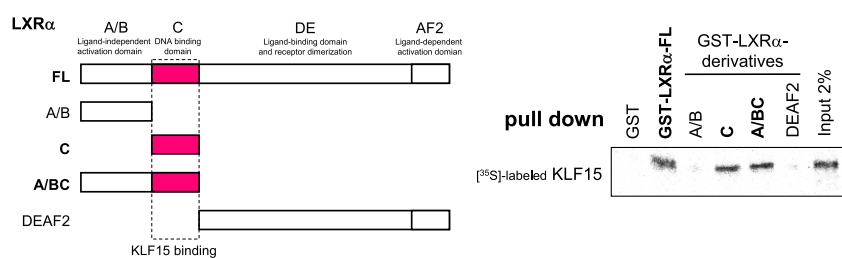 LXRα
A/B C DE AF2
Ligand-independent activation domain
DNA binding domain
Ligand-binding domain and receptor dimerization
Ligand-dependent activation domian
FL
A/B
C
A/BC
DEAF2
KLF15 binding
GST-LXRα-derivatives
pull down
GST
GST-LXRα-FL
A/B
C
A/BC
DEAF2
Input 2%
[³⁵S]-labeled KLF15